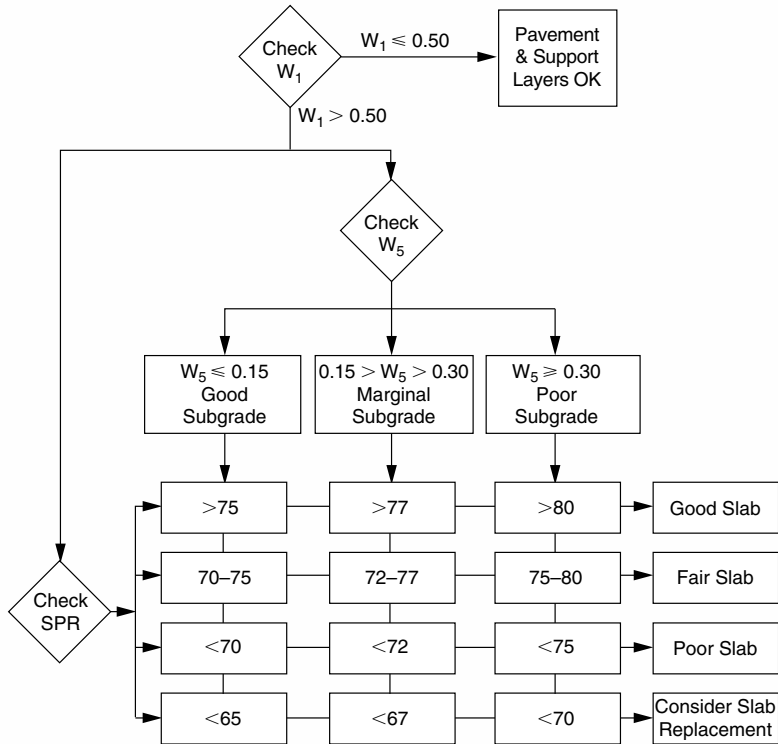 Check
W₁
W₁ ≤ 0.50
Pavement
& Support
Layers OK
W₁ > 0.50
Check
W₅
W₅ ≤ 0.15
Good
Subgrade
0.15 > W₅ > 0.30
Marginal
Subgrade
W₅ ≥ 0.30
Poor
Subgrade
Check
SPR
>75
>77
>80
Good Slab
70–75
72–77
75–80
Fair Slab
<70
<72
<75
Poor Slab
<65
<67
<70
Consider Slab
Replacement